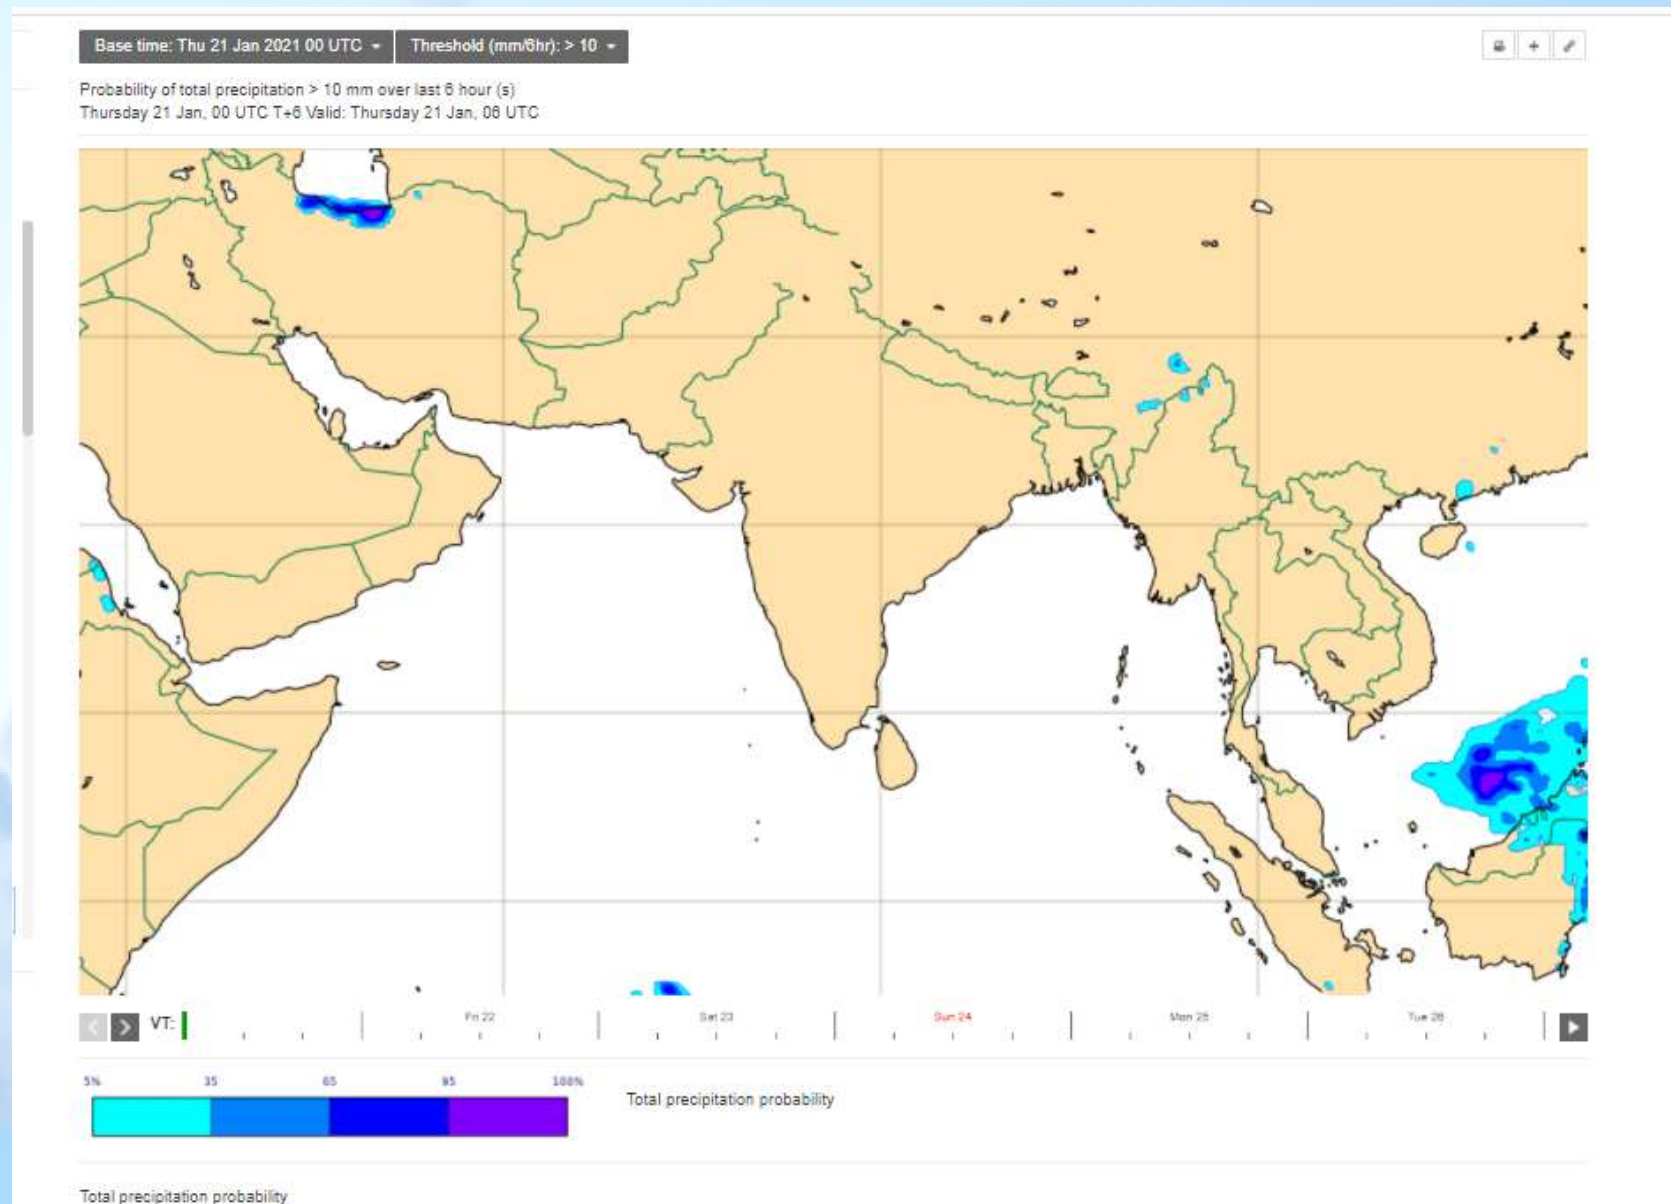 Base time: Thu 21 Jan 2021 00 UTC
Threshold (mm/6hr): > 10
Probability of total precipitation > 10 mm over last 6 hour (s)
Thursday 21 Jan, 00 UTC T+6 Valid: Thursday 21 Jan, 06 UTC
VT:
Fri 22
Sat 23
Sun 24
Mon 25
Tue 26
5% 35 65 95 100%
Total precipitation probability
Total precipitation probability